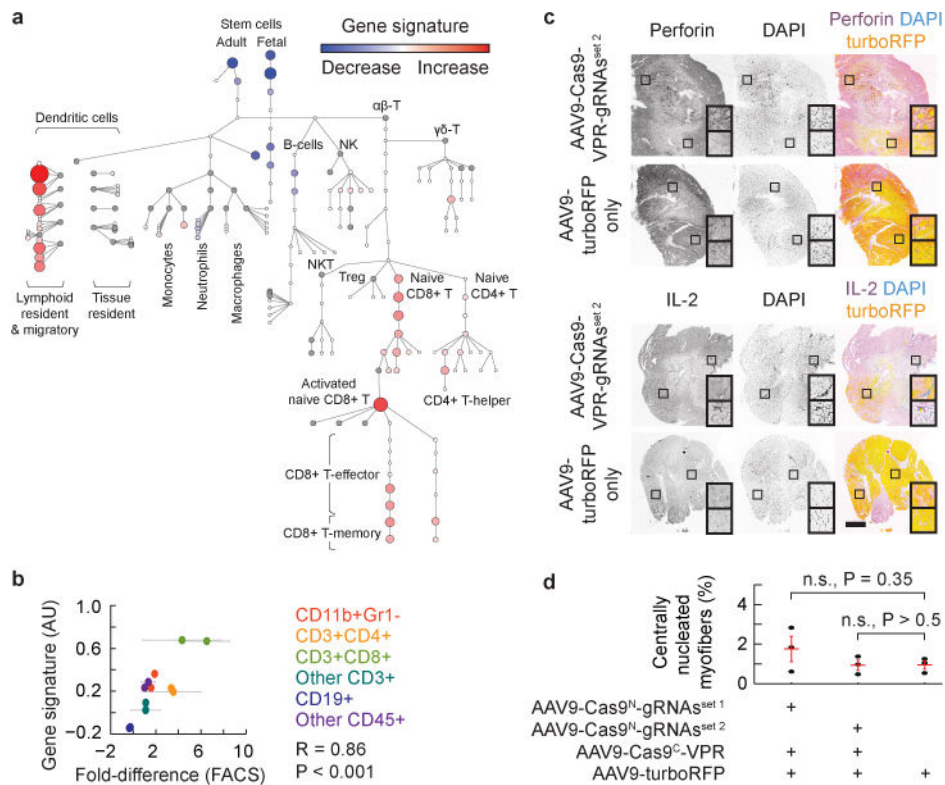 a
Stem cells
Adult Fetal
Gene signature
Decrease Increase
Dendritic cells
αβ-T
γδ-T
B-cells
NK
Monocytes
Neutrophils
Macrophages
NKT
Treg
Naive
CD8+ T
Naive
CD4+ T
Lymphoid
resident
& migratory
Tissue
resident
Activated
naive CD8+ T
CD4+ T-helper
CD8+ T-effector
CD8+ T-memory
b
Gene signature (AU)
1
0.6
0.2
−0.2
−2 2 6 10
Fold-difference (FACS)
CD11b+Gr1-
CD3+CD4+
CD3+CD8+
Other CD3+
CD19+
Other CD45+
R = 0.86
P < 0.001
c
Perforin DAPI Perforin DAPI
turboRFP
AAV9-Cas9-
VPR-gRNAs^set 2
AAV9-
turboRFP
only
IL-2 DAPI IL-2 DAPI
turboRFP
AAV9-Cas9-
VPR-gRNAs^set 2
AAV9-
turboRFP
only
d
n.s., P = 0.35
n.s., P > 0.5
Centrally
nucleated
myofibers (%)
4
2
0
AAV9-Cas9^N-gRNAs^set 1 +
AAV9-Cas9^N-gRNAs^set 2 +
AAV9-Cas9^C-VPR + +
AAV9-turboRFP + + +